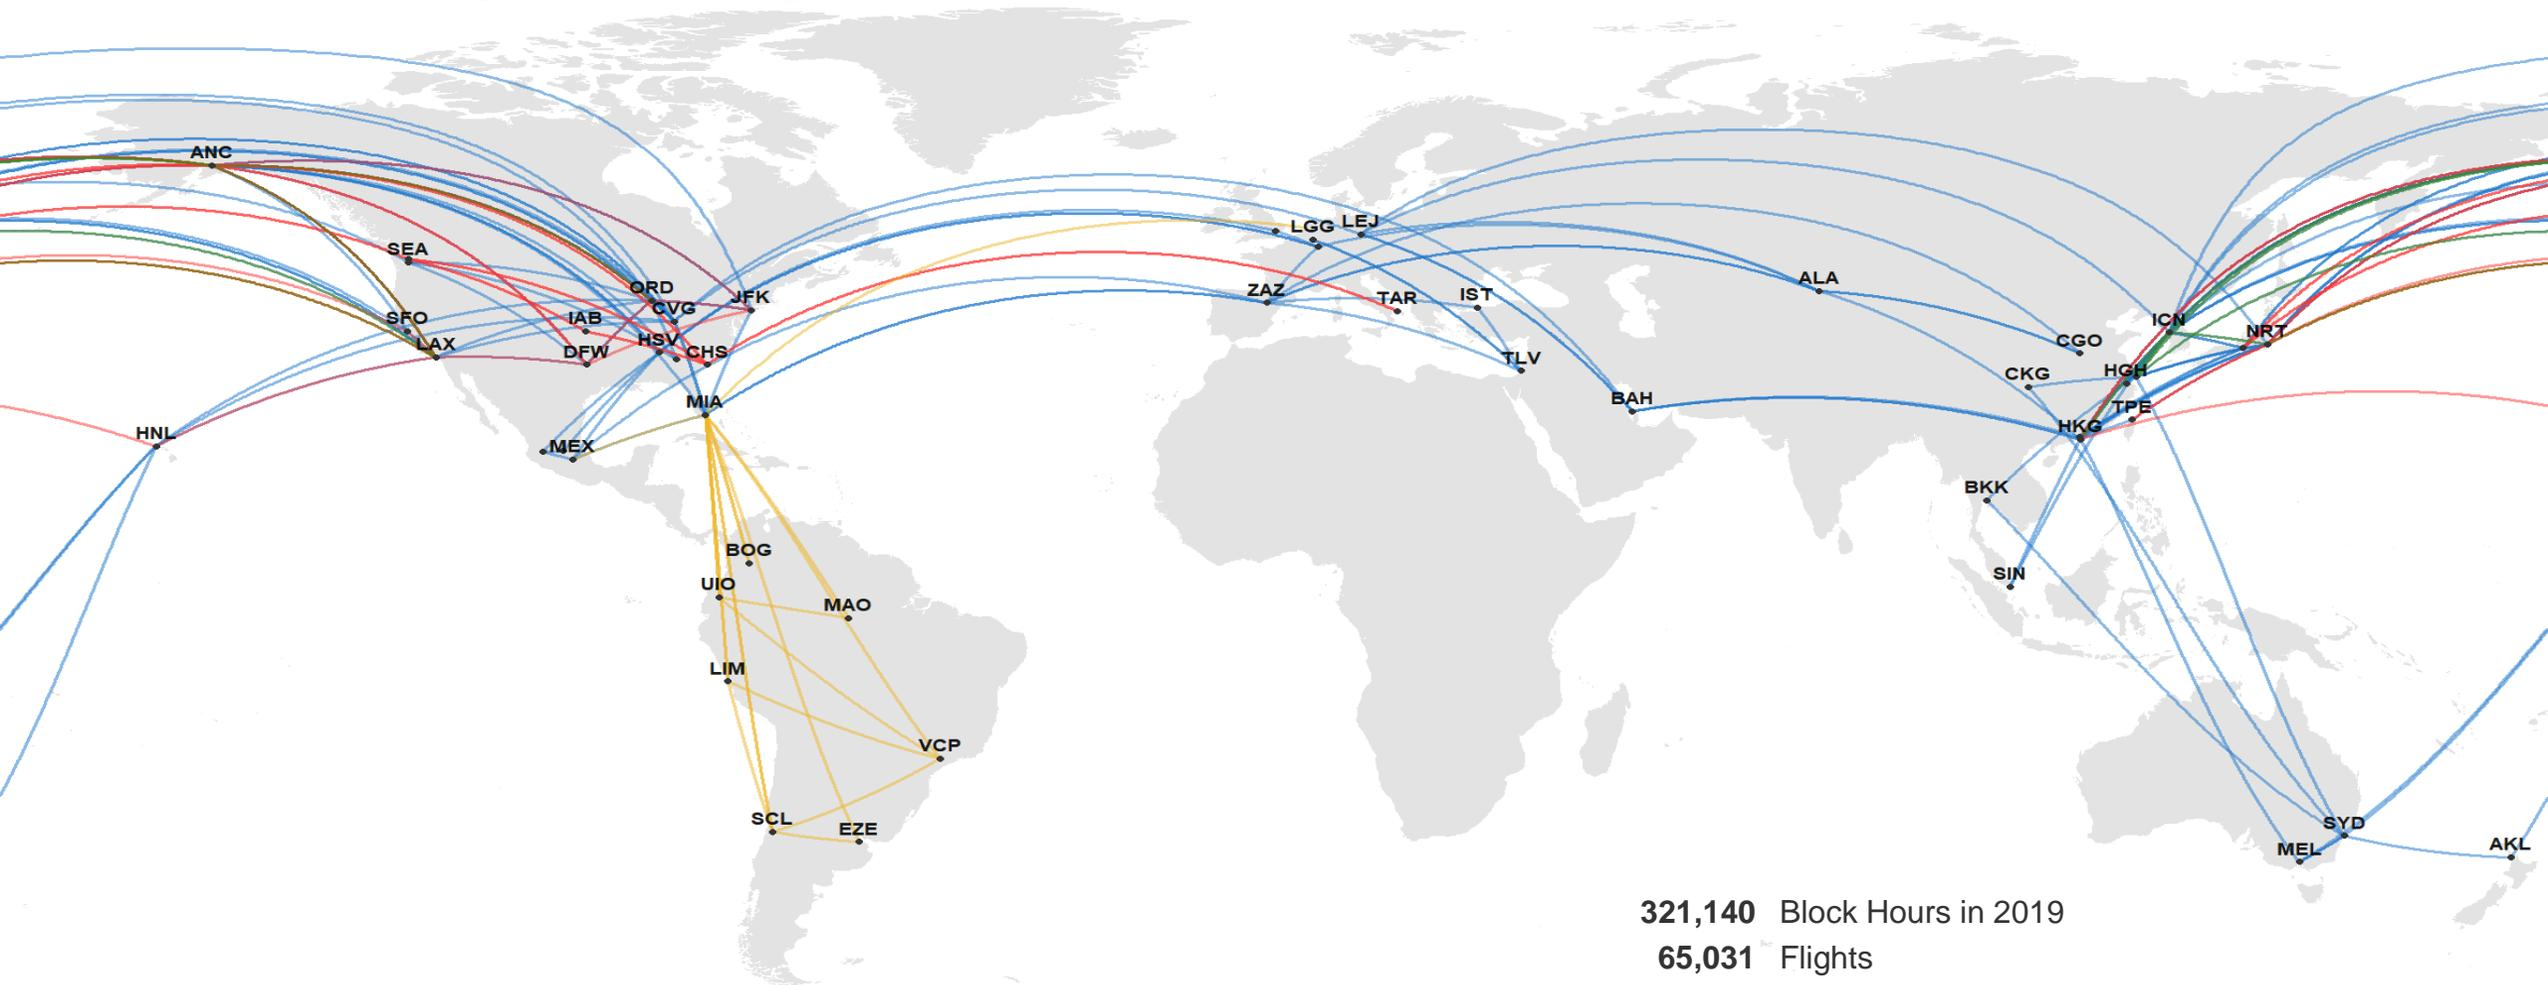 ANC
LGG LEJ
SEA
ALA
ORD
JFK
ZAZ
TAR
IST
CVG
SFO
IAB
ICN
NRT
LAX
DFW
HSV
CHS
TLV
CGO
CKG
HGH
MIA
BAH
TPE
HNL
MEX
HKG
BKK
BOG
UIO
SIN
MAO
LIM
VCP
SCL
EZE
SYD
MEL
AKL
321,140 Block Hours in 2019
65,031 Flights